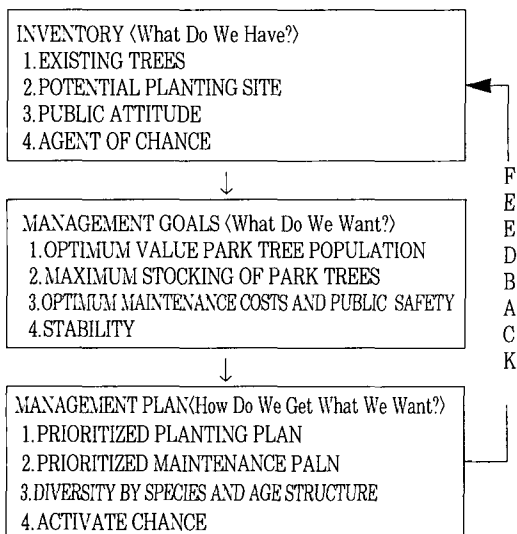 INVENTORY <What Do We Have?>
1.EXISTING TREES
2.POTENTIAL PLANTING SITE
3.PUBLIC ATTITUDE
4.AGENT OF CHANCE
↓
MANAGEMENT GOALS <What Do We Want?>
1.OPTIMUM VALUE PARK TREE POPULATION
2.MAXIMUM STOCKING OF PARK TREES
3.OPTIMUM MAINTENANCE COSTS AND PUBLIC SAFETY
4.STABILITY
↓
MANAGEMENT PLAN<How Do We Get What We Want?>
1.PRIORITIZED PLANTING PLAN
2.PRIORITIZED MAINTENANCE PALN
3.DIVERSITY BY SPECIES AND AGE STRUCTURE
4.ACTIVATE CHANCE
FEEDBACK